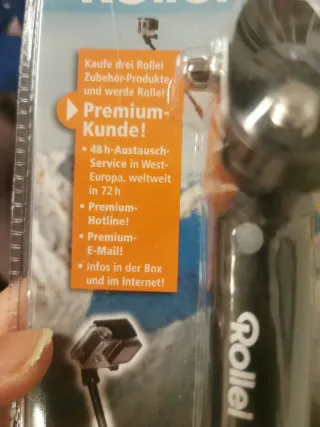 Rollei
Kaufe drei Rollei
Zubehör-Produkte
und werde Rollei
Premium-
Kunde!
• 48 h-Austausch-
Service in West-
Europa, weltweit
in 72 h
• Premium-
Hotline!
• Premium-
E-Mail!
• Infos in der Box
und im Internet!
Rollei